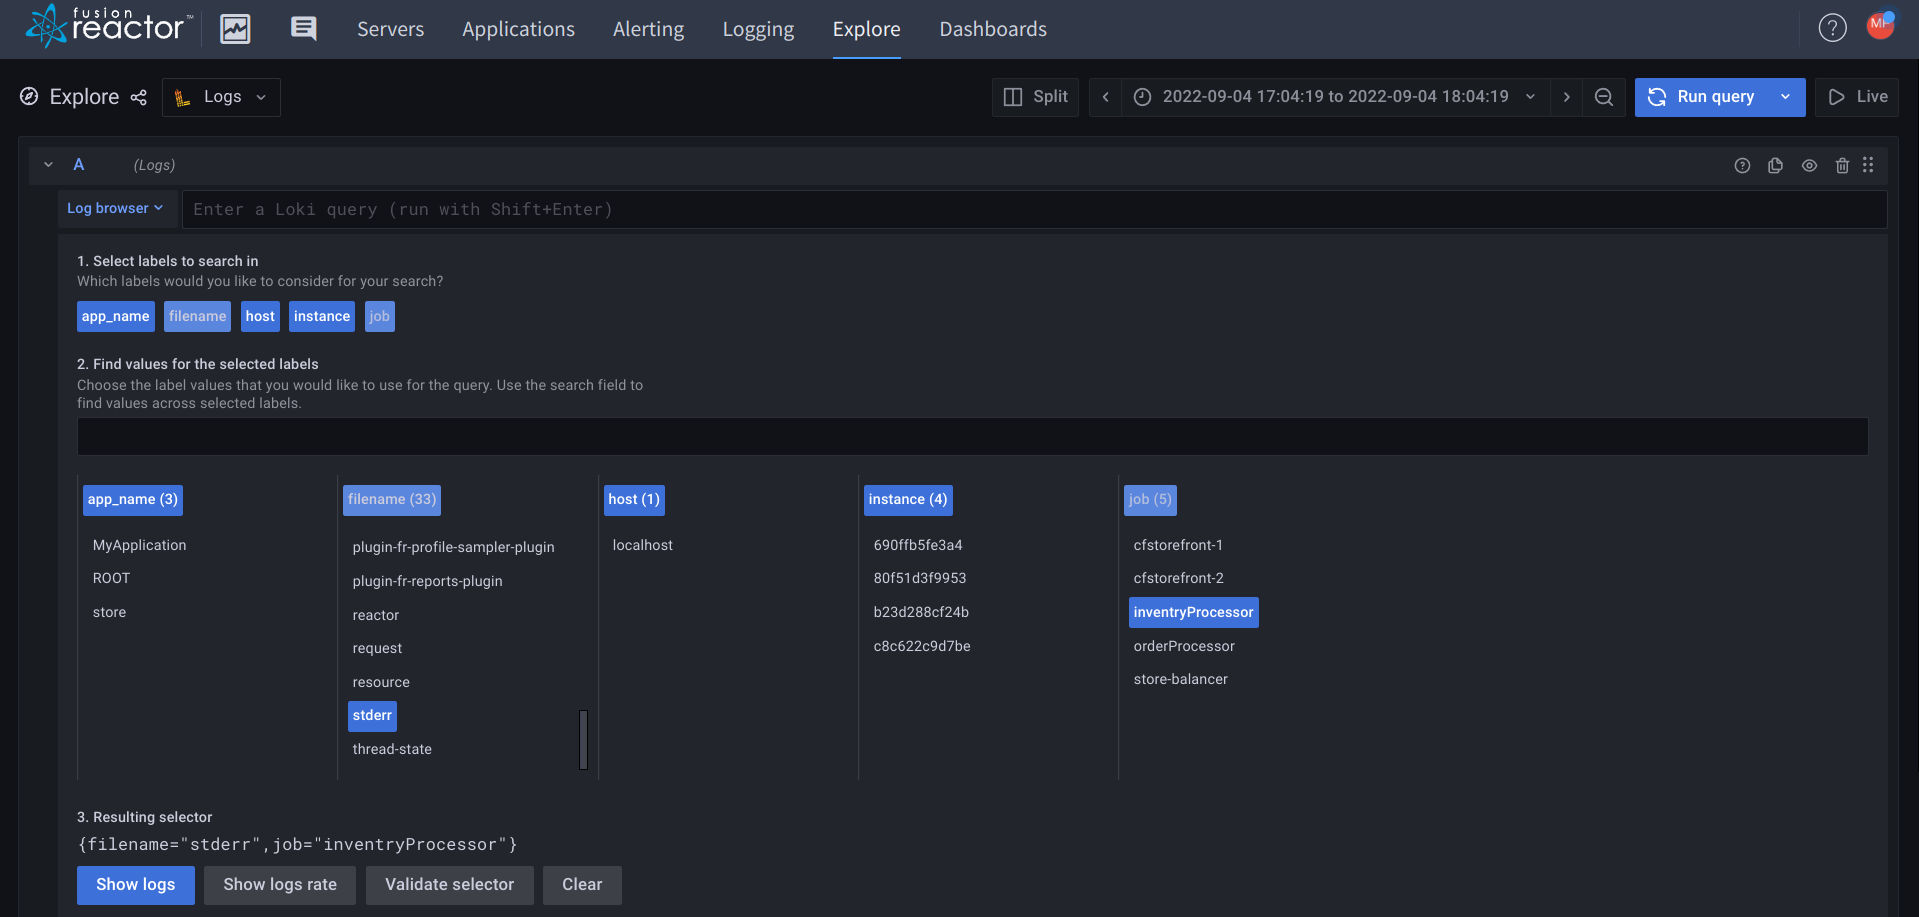 fusion reactor™ Servers Applications Alerting Logging Explore Dashboards ? MF
Explore Logs Split 2022-09-04 17:04:19 to 2022-09-04 18:04:19 Run query Live
A (Logs)
Log browser Enter a Loki query (run with Shift+Enter)
1. Select labels to search in
Which labels would you like to consider for your search?
app_name filename host instance job
2. Find values for the selected labels
Choose the label values that you would like to use for the query. Use the search field to
find values across selected labels.
app_name (3)
MyApplication
ROOT
store
filename (33)
plugin-fr-profile-sampler-plugin
plugin-fr-reports-plugin
reactor
request
resource
stderr
thread-state
host (1)
localhost
instance (4)
690ffb5fe3a4
80f51d3f9953
b23d288cf24b
c8c622c9d7be
job (5)
cfstorefront-1
cfstorefront-2
inventryProcessor
orderProcessor
store-balancer
3. Resulting selector
{filename="stderr",job="inventryProcessor"}
Show logs Show logs rate Validate selector Clear